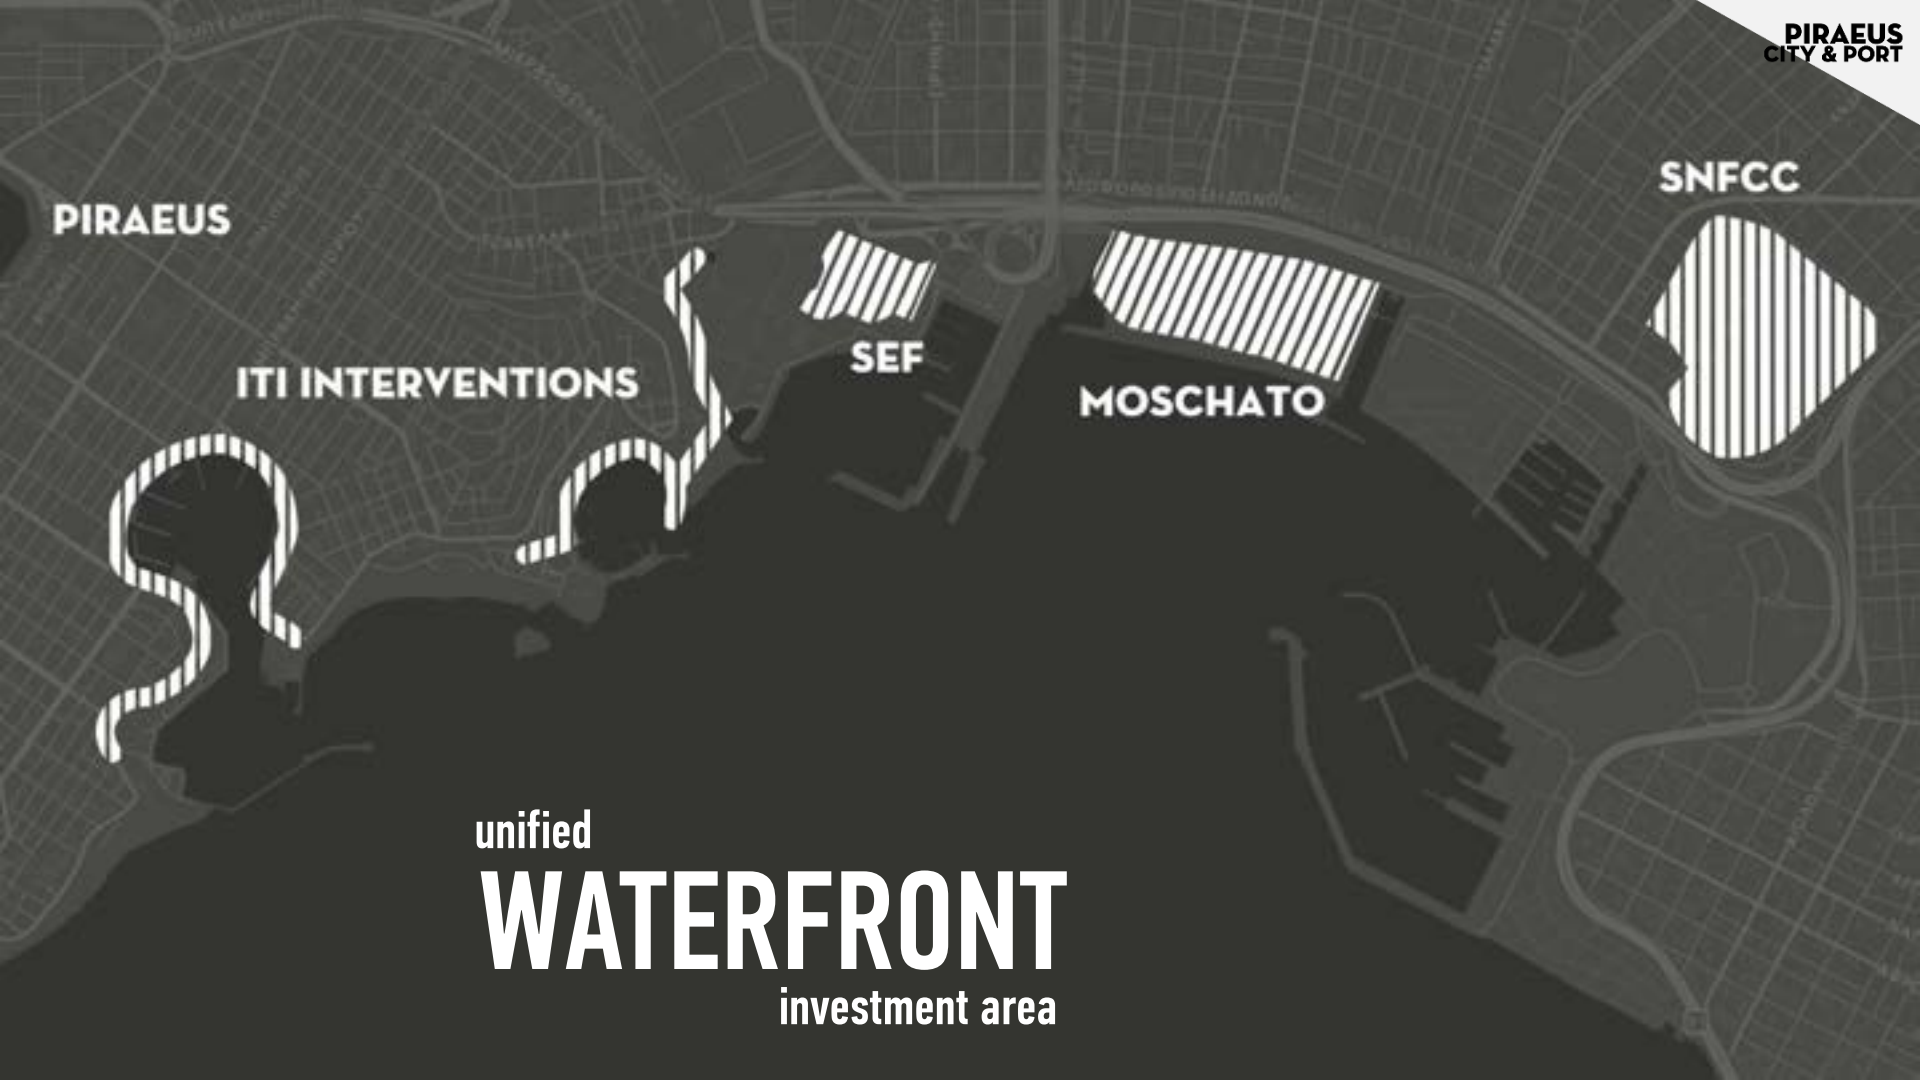 PIRAEUS
CITY & PORT
SNFCC
PIRAEUS
SEF
ITI INTERVENTIONS
MOSCHATO
unified
WATERFRONT
investment area